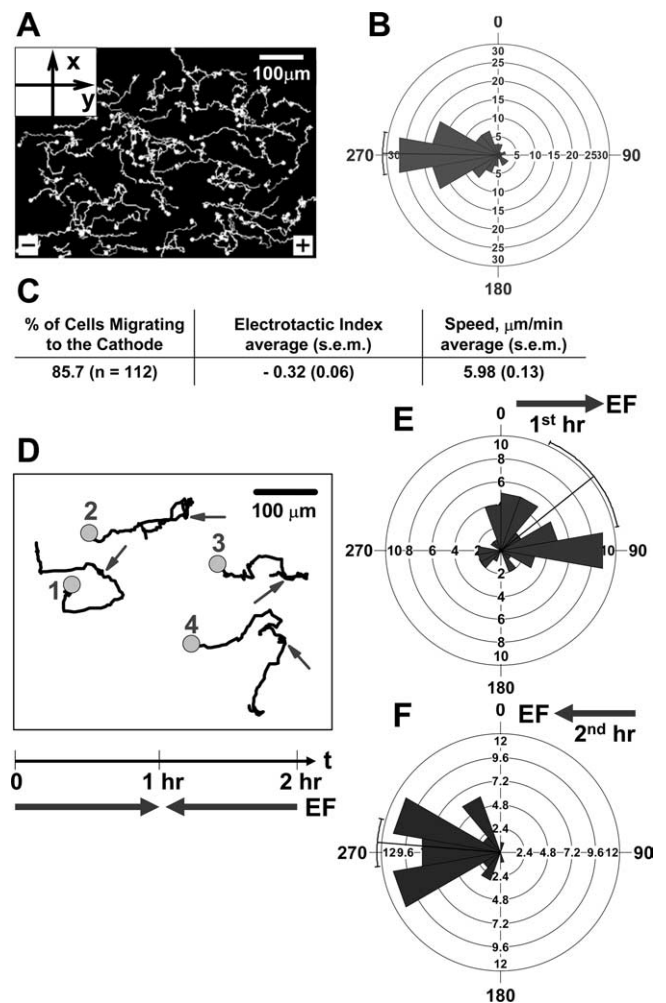 A
x
y
100μm
−
+
B
0
30
25
20
15
10
5
270
30
5 10 15 20 2530
90
5
10
15
20
25
30
180
C
% of Cells Migrating
to the Cathode
Electrotactic Index
average (s.e.m.)
Speed, μm/min
average (s.e.m.)
85.7 (n = 112)
- 0.32 (0.06)
5.98 (0.13)
D
100 μm
2
3
1
4
0
1 hr
2 hr
t
EF
E
EF
1st hr
0
10
8
6
270
10 8 6 4 2
10
90
2
4
6
8
10
180
F
EF
2nd hr
0
12
9.6
7.2
4.8
2.4
270
12 9.6
2.4 4.8 7.2 9.6 12
90
2.4
4.8
7.2
9.6
12
180